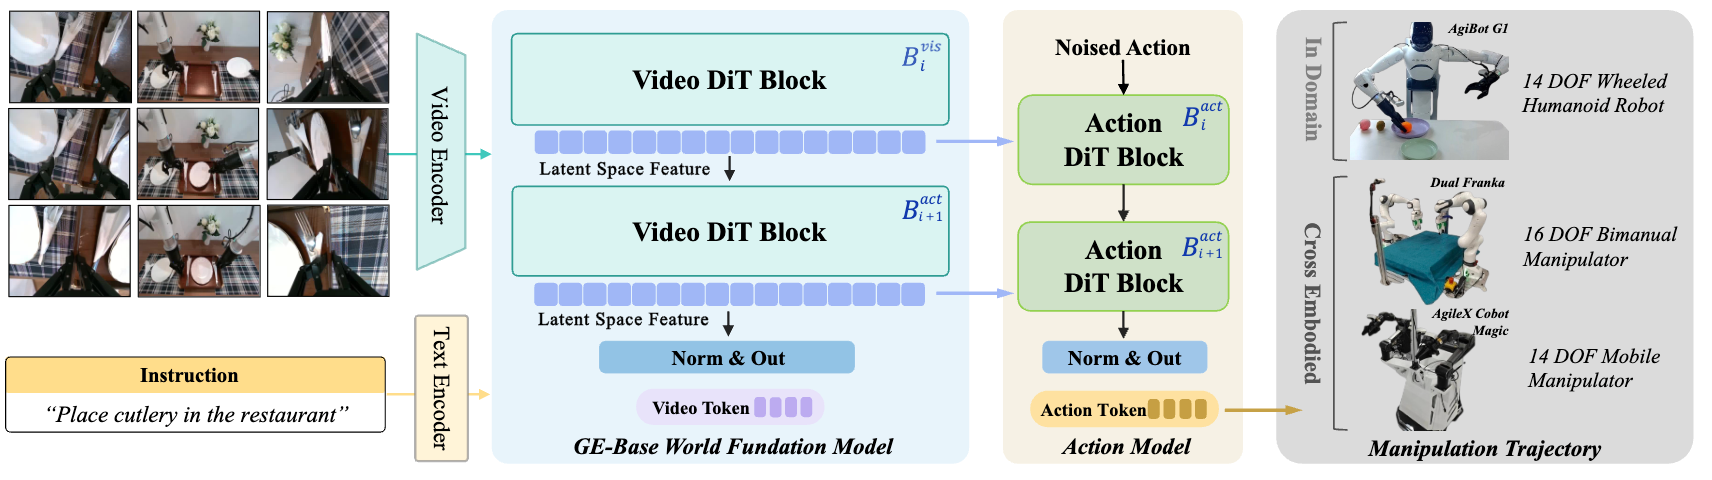 Video Encoder
Instruction
“Place cutlery in the restaurant”
Text Encoder
Video DiT Block
B_i^{vis}
Latent Space Feature
Video DiT Block
B_{i+1}^{act}
Latent Space Feature
Norm & Out
Video Token
GE-Base World Fundation Model
Noised Action
Action
DiT Block
B_i^{act}
Action
DiT Block
B_{i+1}^{act}
Norm & Out
Action Token
Action Model
In Domain
AgiBot G1
14 DOF Wheeled
Humanoid Robot
Cross Embodied
Dual Franka
16 DOF Bimanual
Manipulator
AgileX Cobot
Magic
14 DOF Mobile
Manipulator
Manipulation Trajectory